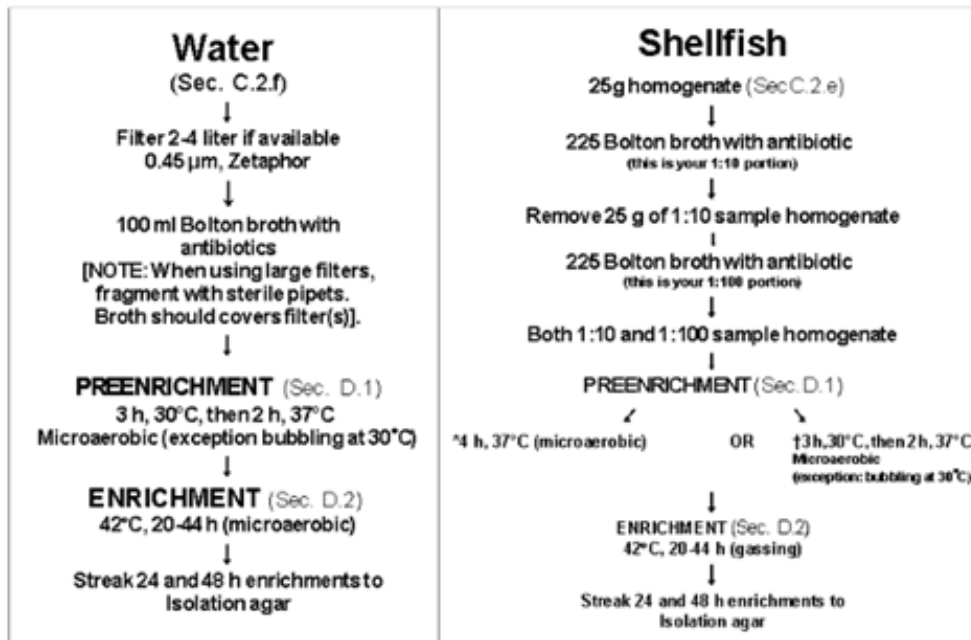 Water
(Sec. C.2.f)
Filter 2-4 liter if available
0.45 µm, Zetaphor
100 ml Bolton broth with
antibiotics
[NOTE: When using large filters,
fragment with sterile pipets.
Broth should covers filter(s)].
PREENRICHMENT (Sec. D.1)
3 h, 30°C, then 2 h, 37°C
Microaerobic (exception bubbling at 30°C)
ENRICHMENT (Sec. D.2)
42°C, 20-44 h (microaerobic)
Streak 24 and 48 h enrichments to
Isolation agar
Shellfish
25g homogenate (Sec C.2.e)
225 Bolton broth with antibiotic
(this is your 1:10 portion)
Remove 25 g of 1:10 sample homogenate
225 Bolton broth with antibiotic
(this is your 1:100 portion)
Both 1:10 and 1:100 sample homogenate
PREENRICHMENT (Sec. D.1)
*4 h, 37°C (microaerobic) OR †3 h, 30°C, then 2 h, 37°C
Microaerobic
(exception: bubbling at 30°C)
ENRICHMENT (Sec. D.2)
42°C, 20-44 h (gassing)
Streak 24 and 48 h enrichments to
Isolation agar